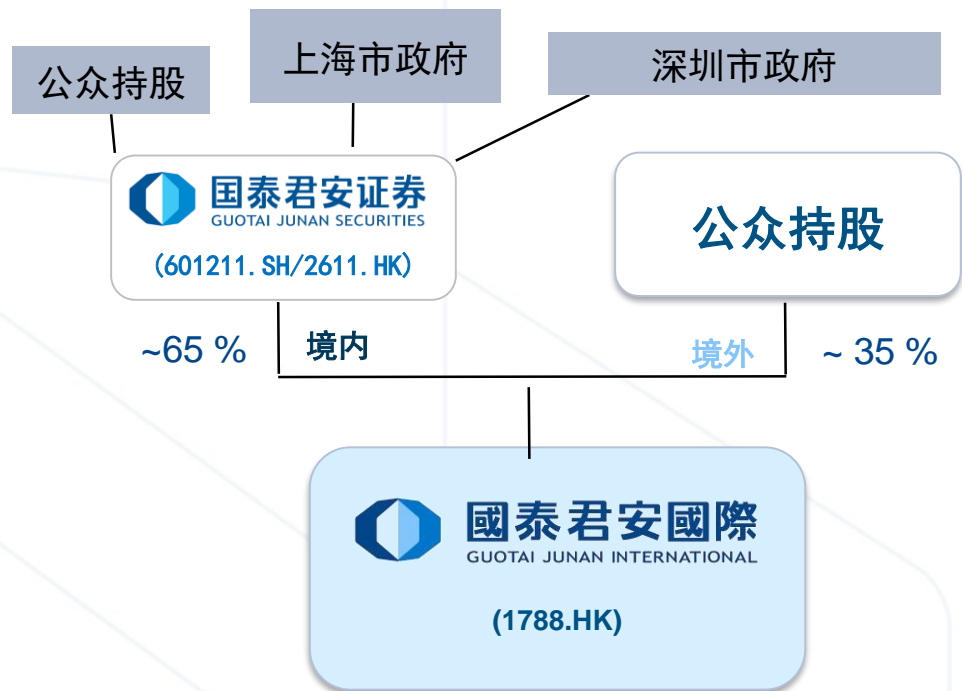 公众持股
上海市政府
深圳市政府
国泰君安证券
GUOTAI JUNAN SECURITIES
(601211.SH/2611.HK)
公众持股
~65 %
境内
境外
~ 35 %
國泰君安國際
GUOTAI JUNAN INTERNATIONAL
(1788.HK)